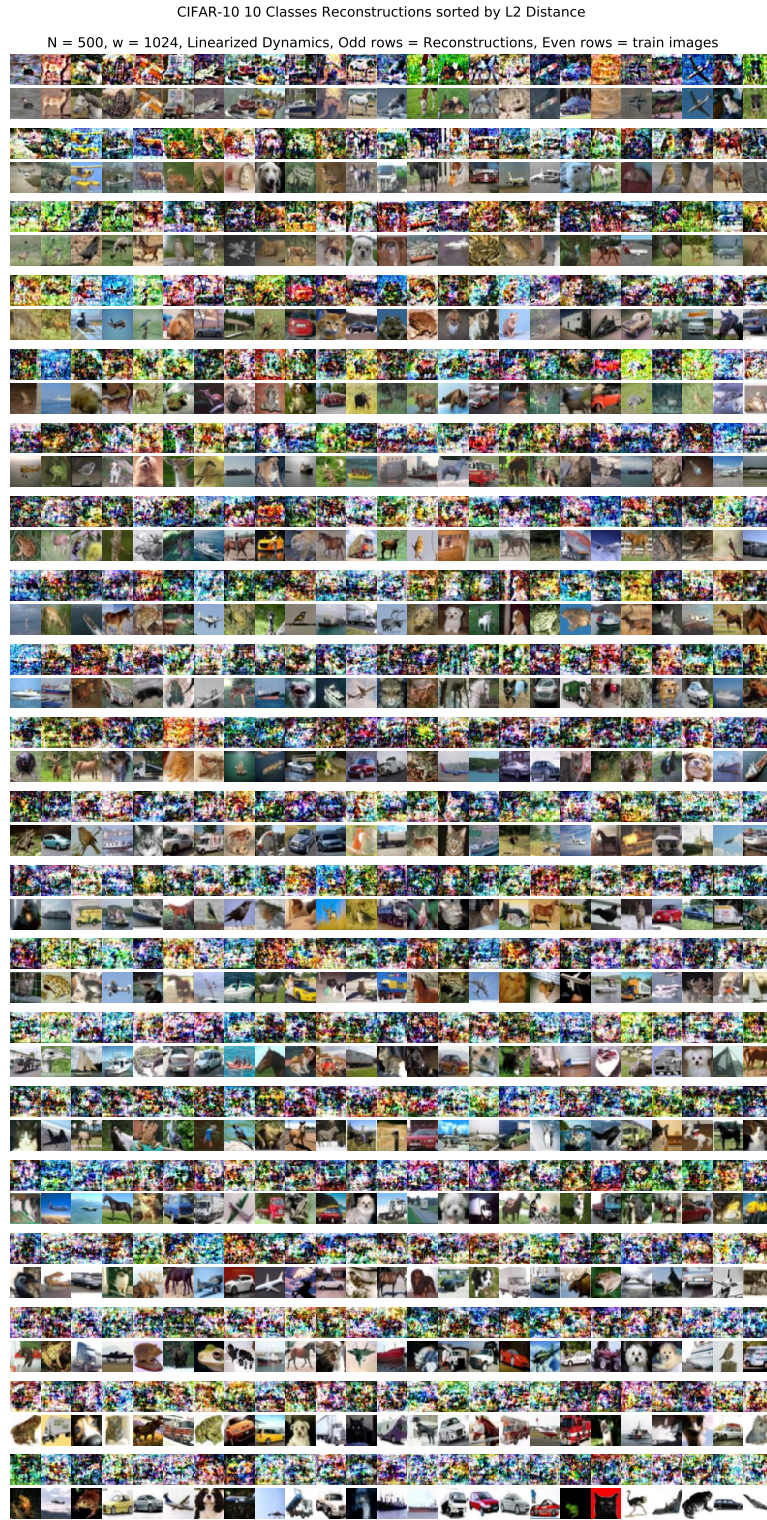 CIFAR-10 10 Classes Reconstructions sorted by L2 Distance
N = 500, w = 1024, Linearized Dynamics, Odd rows = Reconstructions, Even rows = train images